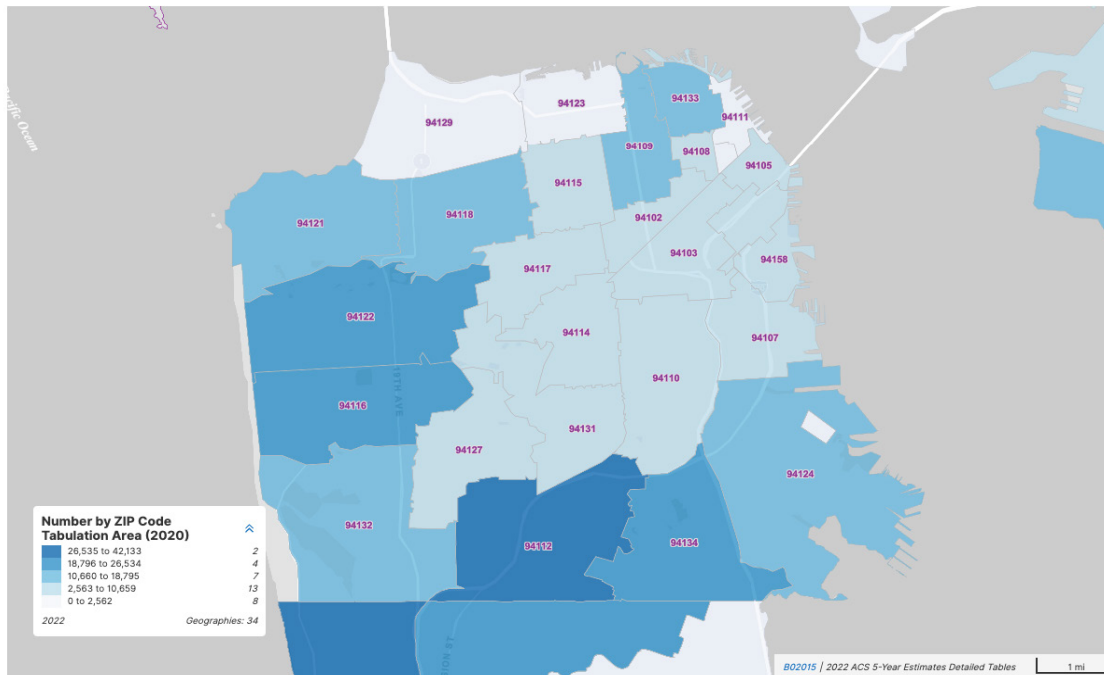 Pacific Ocean
94129
94123
94133
94111
94109
94108
94105
94115
94118
94121
94102
94103
94117
94158
94122
94114
94107
19TH AVE
94110
94116
94131
94127
94124
94132
94112
94134
Number by ZIP Code
Tabulation Area (2020)
26,535 to 42,133 2
18,796 to 26,534 4
10,660 to 18,795 7
2,563 to 10,659 13
0 to 2,562 8
2022 Geographies: 34
ION ST
B02015 | 2022 ACS 5-Year Estimates Detailed Tables
1 mi